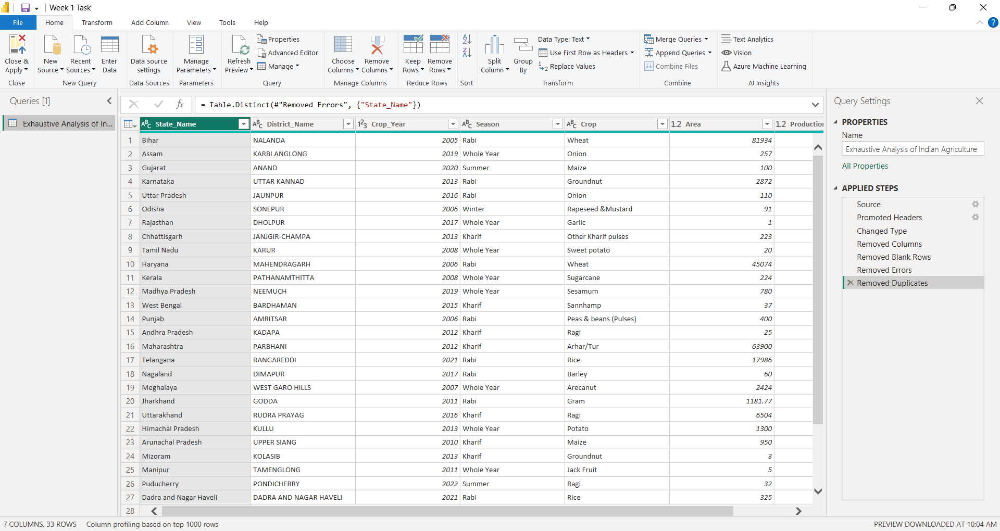 Week 1 Task
File Home Transform Add Column View Tools Help
Close & Apply
Close
New Source
Recent Sources
Enter Data
New Query
Data source settings
Data Sources
Manage Parameters
Parameters
Refresh Preview
Properties
Advanced Editor
Manage
Query
Choose Columns
Remove Columns
Manage Columns
Keep Rows
Remove Rows
Reduce Rows
Sort
Split Column
Group By
Data Type: Text
Use First Row as Headers
Replace Values
Transform
Merge Queries
Append Queries
Combine Files
Combine
Text Analytics
Vision
Azure Machine Learning
AI Insights
Queries [1]
Exhaustive Analysis of In...
fx = Table.Distinct(#"Removed Errors", {"State_Name"})
State_Name District_Name Crop_Year Season Crop 1.2 Area 1.2 Production
1 Bihar NALANDA 2005 Rabi Wheat 81934
2 Assam KARBI ANGLONG 2019 Whole Year Onion 257
3 Gujarat ANAND 2020 Summer Maize 100
4 Karnataka UTTAR KANNAD 2013 Rabi Groundnut 2872
5 Uttar Pradesh JAUNPUR 2016 Rabi Onion 110
6 Odisha SONEPUR 2006 Winter Rapeseed &Mustard 91
7 Rajasthan DHOLPUR 2017 Whole Year Garlic 1
8 Chhattisgarh JANJGIR-CHAMPA 2013 Kharif Other Kharif pulses 223
9 Tamil Nadu KARUR 2008 Whole Year Sweet potato 20
10 Haryana MAHENDRAGARH 2006 Rabi Wheat 45074
11 Kerala PATHANAMTHITTA 2008 Whole Year Sugarcane 224
12 Madhya Pradesh NEEMUCH 2019 Whole Year Sesamum 780
13 West Bengal BARDHAMAN 2015 Kharif Sannhamp 37
14 Punjab AMRITSAR 2006 Rabi Peas & beans (Pulses) 400
15 Andhra Pradesh KADAPA 2012 Kharif Ragi 25
16 Maharashtra PARBHANI 2012 Kharif Arhar/Tur 63900
17 Telangana RANGAREDDI 2021 Rabi Rice 17986
18 Nagaland DIMAPUR 2017 Rabi Barley 60
19 Meghalaya WEST GARO HILLS 2007 Whole Year Arecanut 2424
20 Jharkhand GODDA 2011 Rabi Gram 1181.77
21 Uttarakhand RUDRA PRAYAG 2016 Kharif Ragi 6504
22 Himachal Pradesh KULLU 2013 Whole Year Potato 1300
23 Arunachal Pradesh UPPER SIANG 2010 Kharif Maize 950
24 Mizoram KOLASIB 2013 Kharif Groundnut 3
25 Manipur TAMENGLONG 2011 Whole Year Jack Fruit 5
26 Puducherry PONDICHERRY 2022 Summer Ragi 32
27 Dadra and Nagar Haveli DADRA AND NAGAR HAVELI 2021 Rabi Rice 325
28
Query Settings
PROPERTIES
Name
Exhaustive Analysis of Indian Agriculture
All Properties
APPLIED STEPS
Source
Promoted Headers
Changed Type
Removed Columns
Removed Blank Rows
Removed Errors
Removed Duplicates
7 COLUMNS, 33 ROWS Column profiling based on top 1000 rows PREVIEW DOWNLOADED AT 10:04 AM